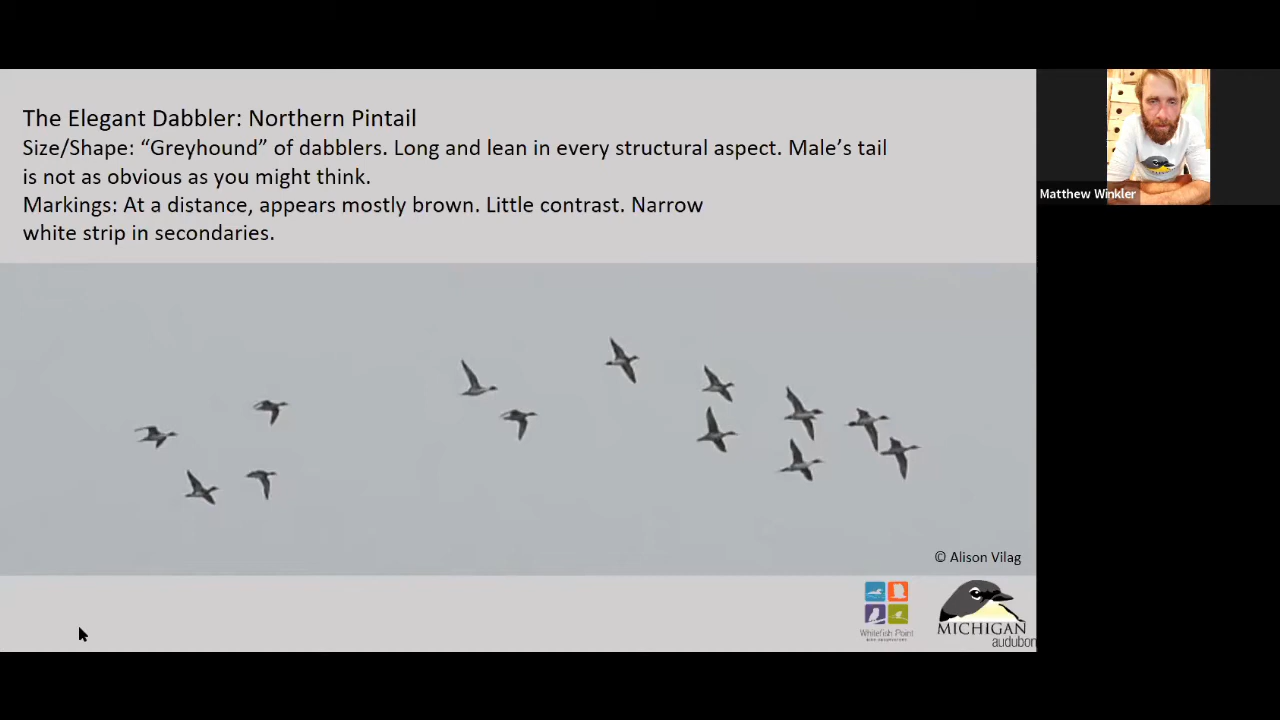 The Elegant Dabbler: Northern Pintail
Size/Shape: “Greyhound” of dabblers. Long and lean in every structural aspect. Male’s tail
is not as obvious as you might think.
Markings: At a distance, appears mostly brown. Little contrast. Narrow
white strip in secondaries.
Matthew Winkler
© Alison Vilag
Whitefish Point
MICHIGAN
audubon